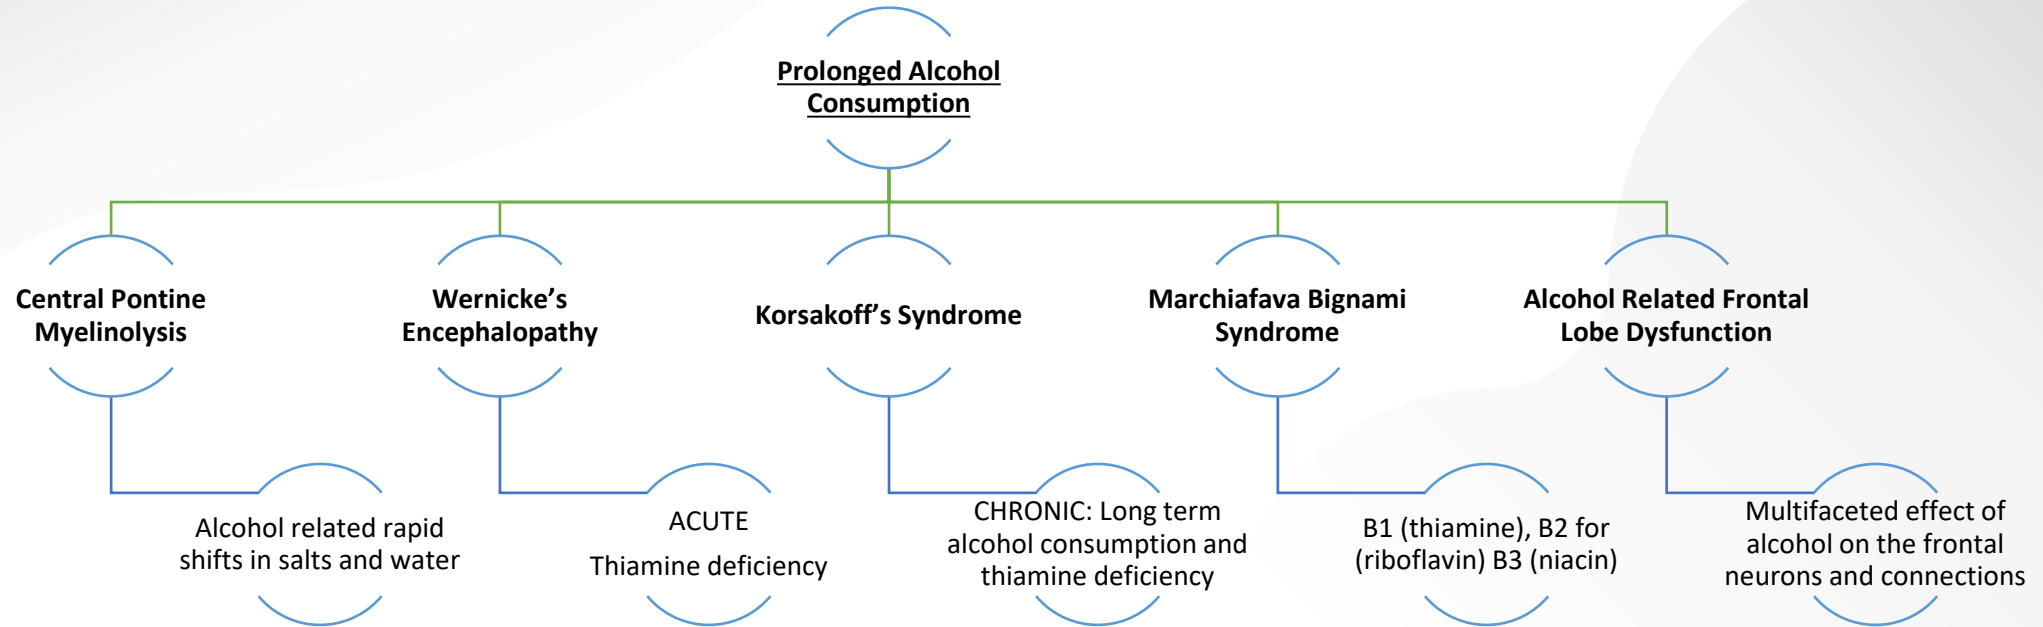 Prolonged Alcohol
Consumption
Central Pontine
Myelinolysis
Wernicke’s
Encephalopathy
Korsakoff’s Syndrome
Marchiafava Bignami
Syndrome
Alcohol Related Frontal
Lobe Dysfunction
Alcohol related rapid
shifts in salts and water
ACUTE
Thiamine deficiency
CHRONIC: Long term
alcohol consumption and
thiamine deficiency
B1 (thiamine), B2 for
(riboflavin) B3 (niacin)
Multifaceted effect of
alcohol on the frontal
neurons and connections